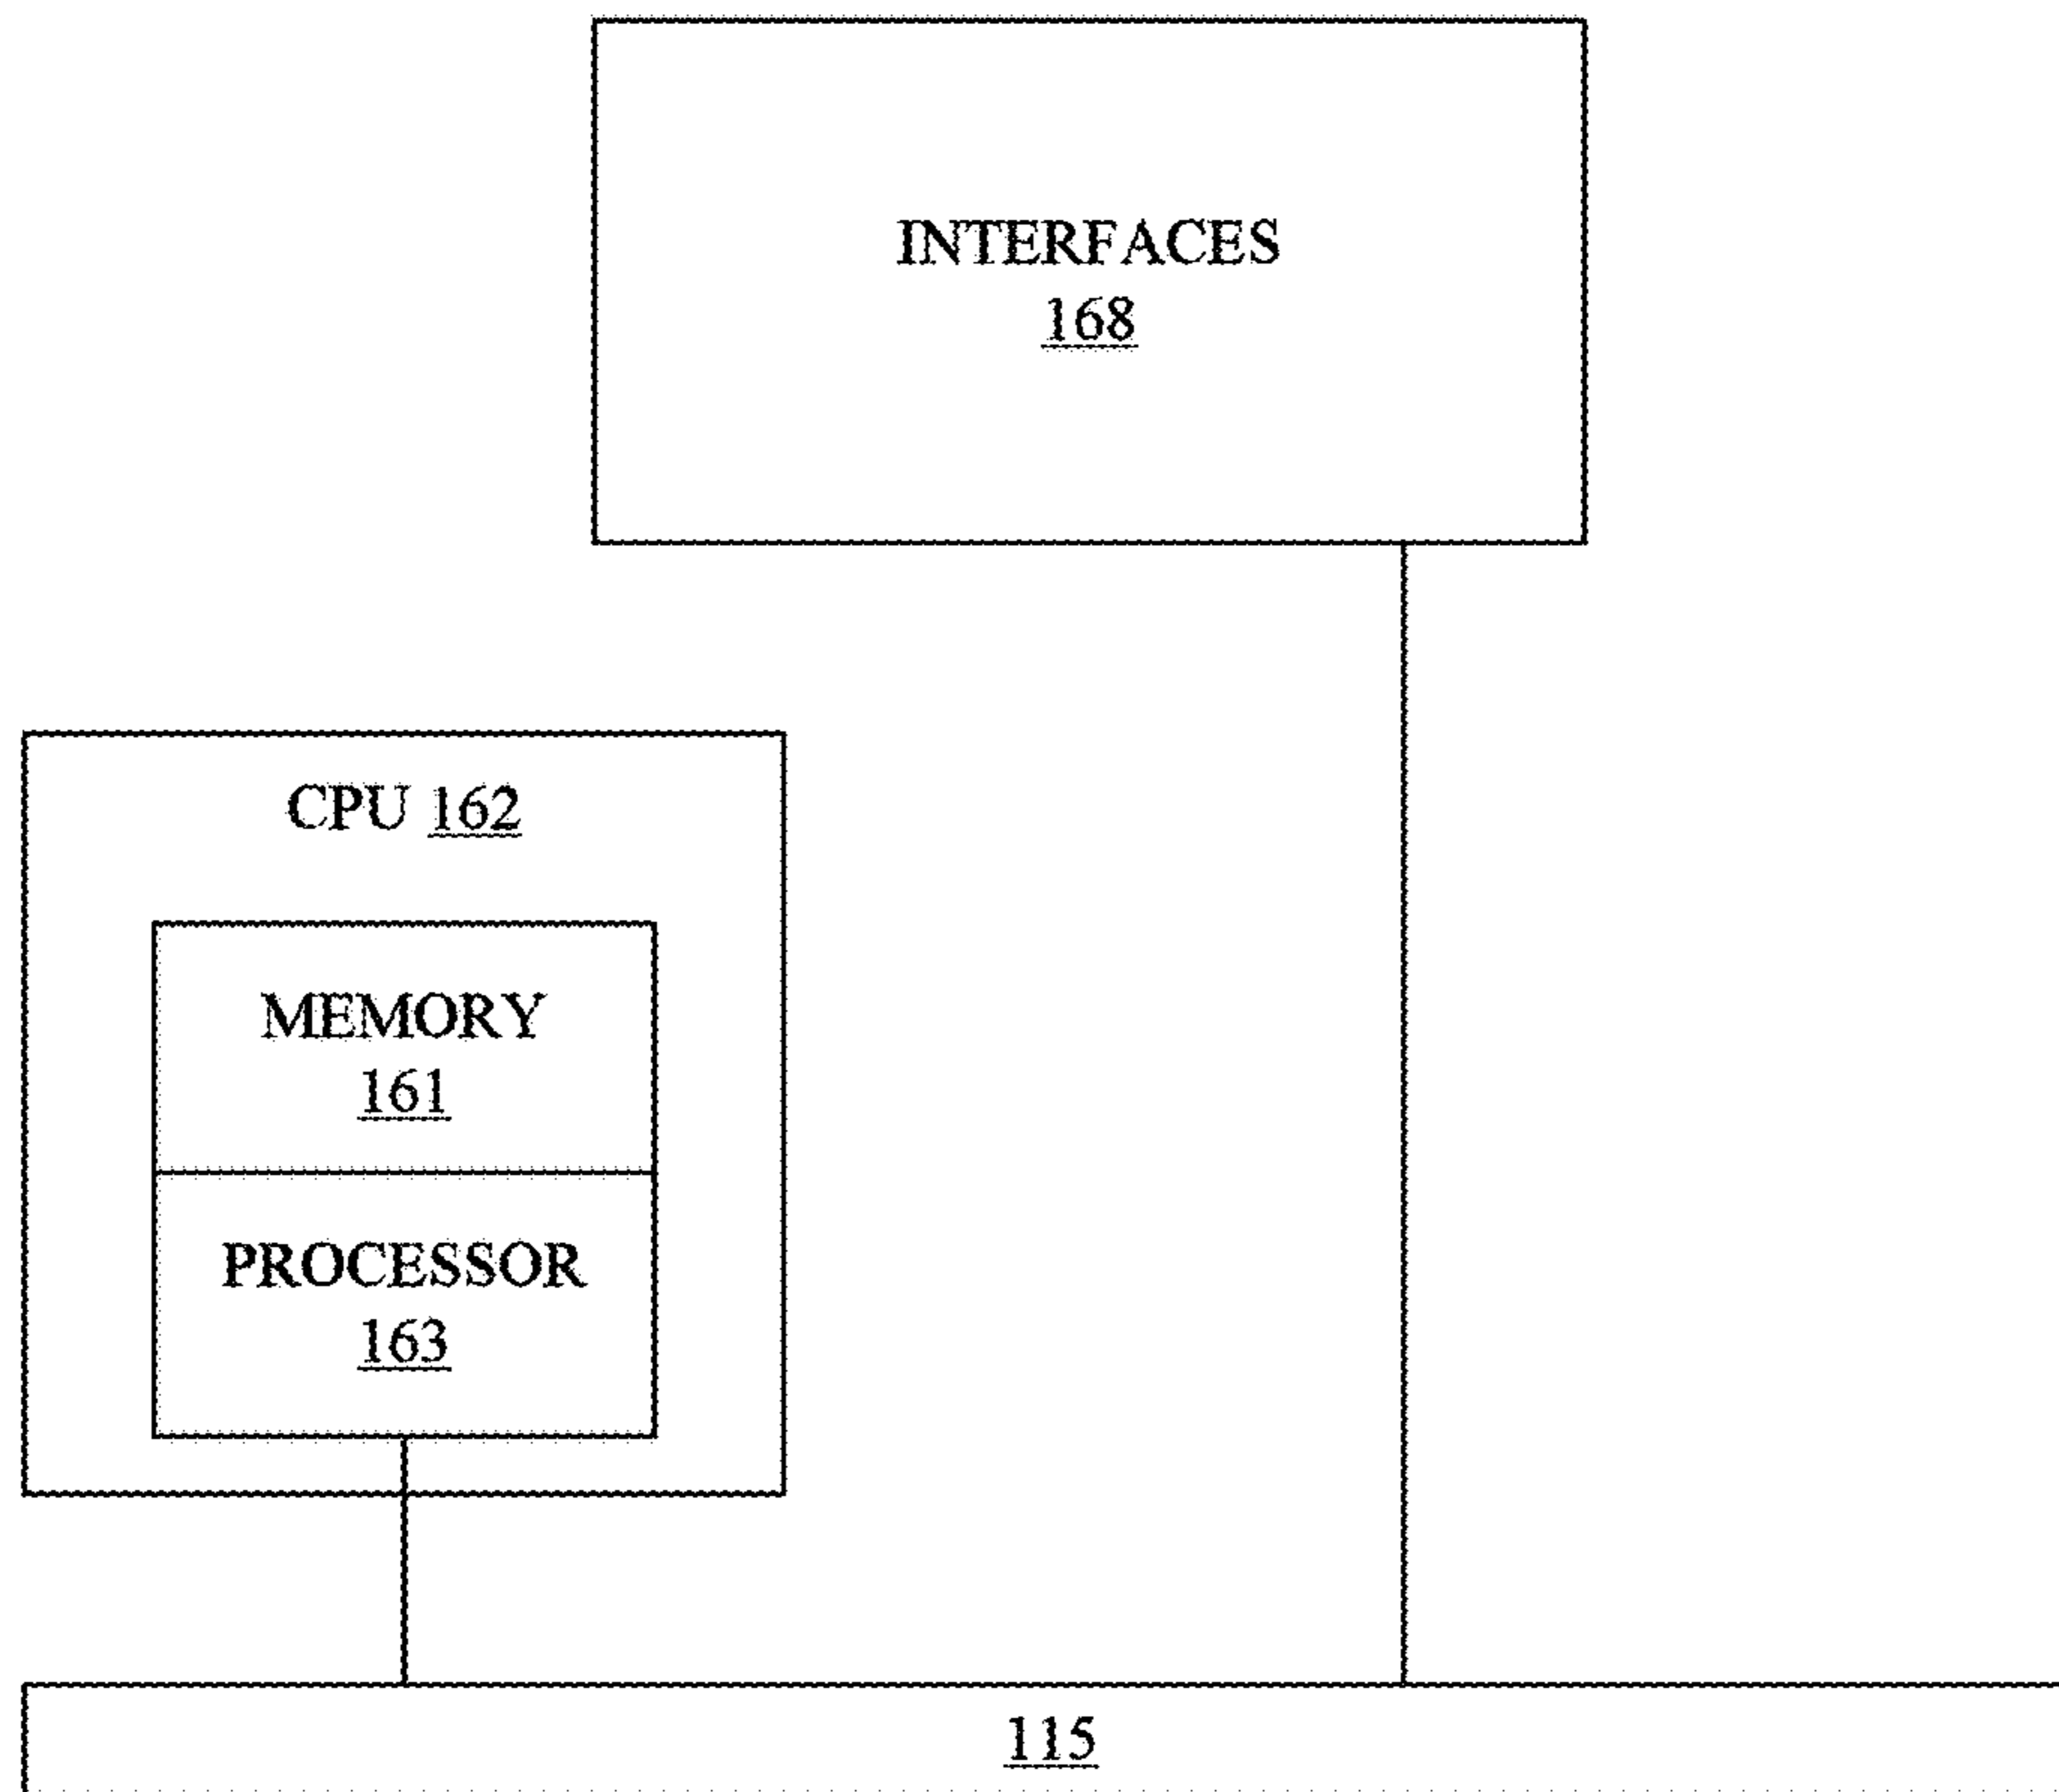 INTERFACES
168
CPU 162
MEMORY
161
PROCESSOR
163
115